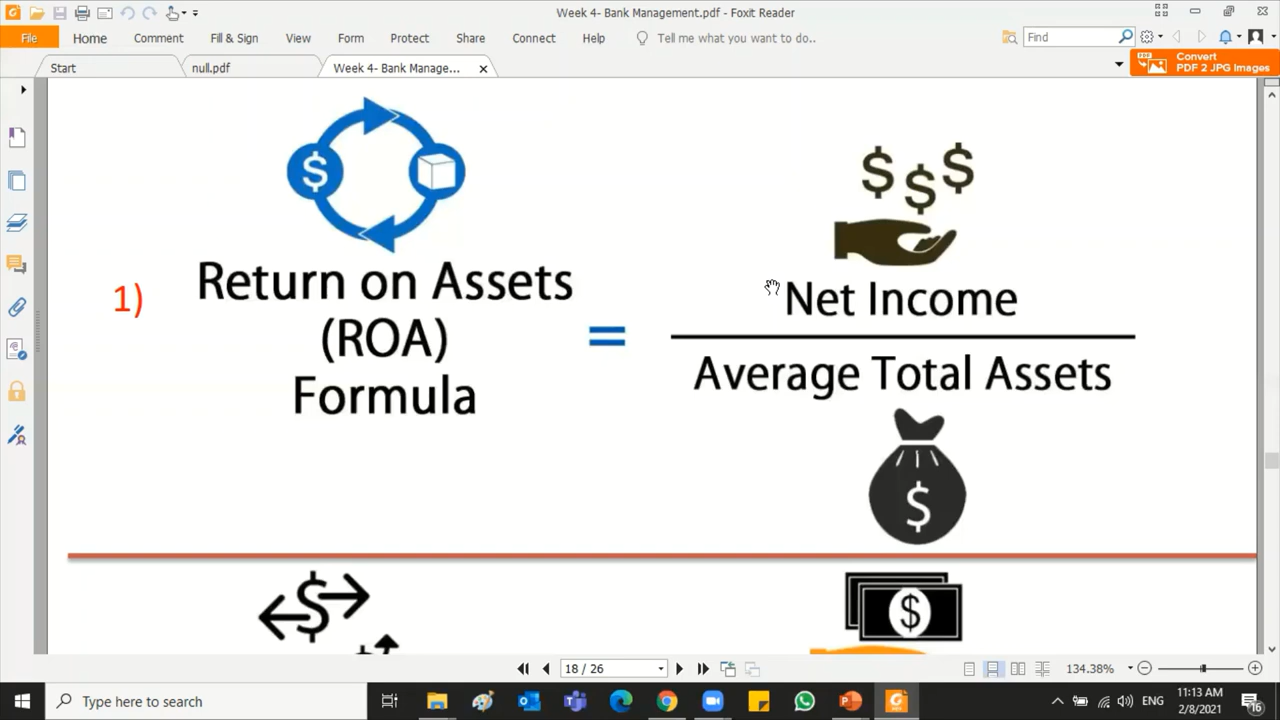 Week 4- Bank Management.pdf - Foxit Reader
File Home Comment Fill & Sign View Form Protect Share Connect Help Tell me what you want to do.. Find
Start null.pdf Week 4- Bank Manage...
Convert
PDF 2 JPG Images
$ $ $ $
1) Return on Assets
(ROA)
Formula
=
Net Income
Average Total Assets
$
$
$
18 / 26 134.38%
Type here to search
ENG
11:13 AM
2/8/2021
16